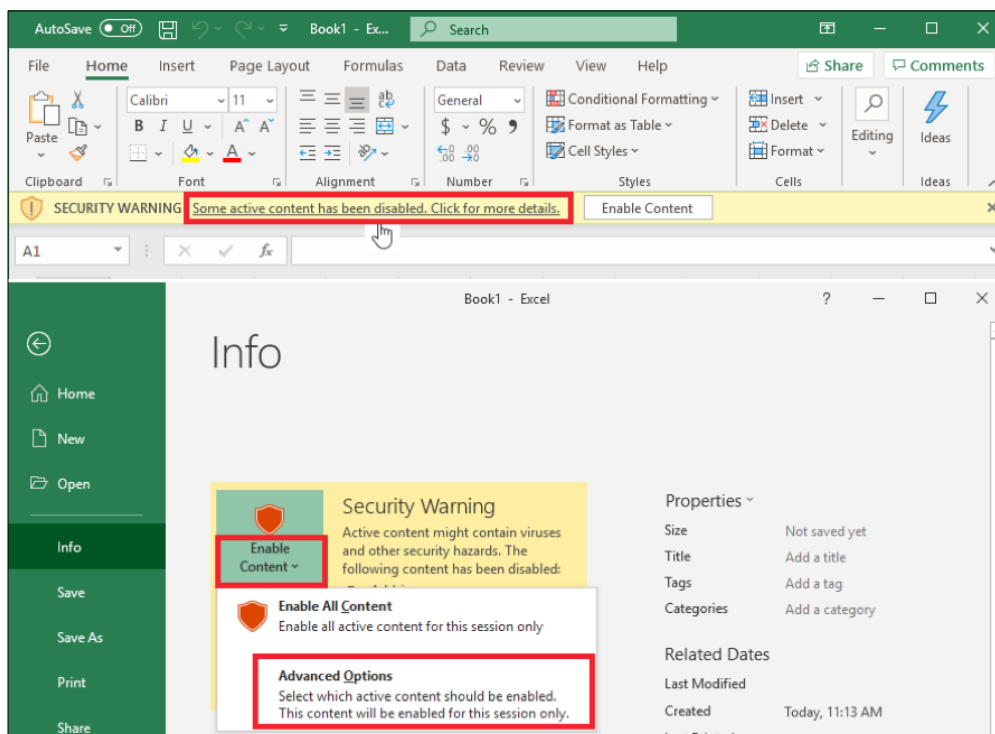 AutoSave Off Book1 - Ex... Search
File Home Insert Page Layout Formulas Data Review View Help Share Comments
Calibri 11 General Conditional Formatting Insert
Paste B I U A A $ % 9 Format as Table Delete Editing Ideas
Cell Styles Format
Clipboard Font Alignment Number Styles Cells Ideas
SECURITY WARNING Some active content has been disabled. Click for more details. Enable Content
A1 fx
Book1 - Excel ?
Info
Home
New
Open
Info
Save
Save As
Print
Share
Enable
Content
Security Warning
Active content might contain viruses
and other security hazards. The
following content has been disabled:
Enable All Content
Enable all active content for this session only
Advanced Options
Select which active content should be enabled.
This content will be enabled for this session only.
Properties
Size Not saved yet
Title Add a title
Tags Add a tag
Categories Add a category
Related Dates
Last Modified
Created Today, 11:13 AM